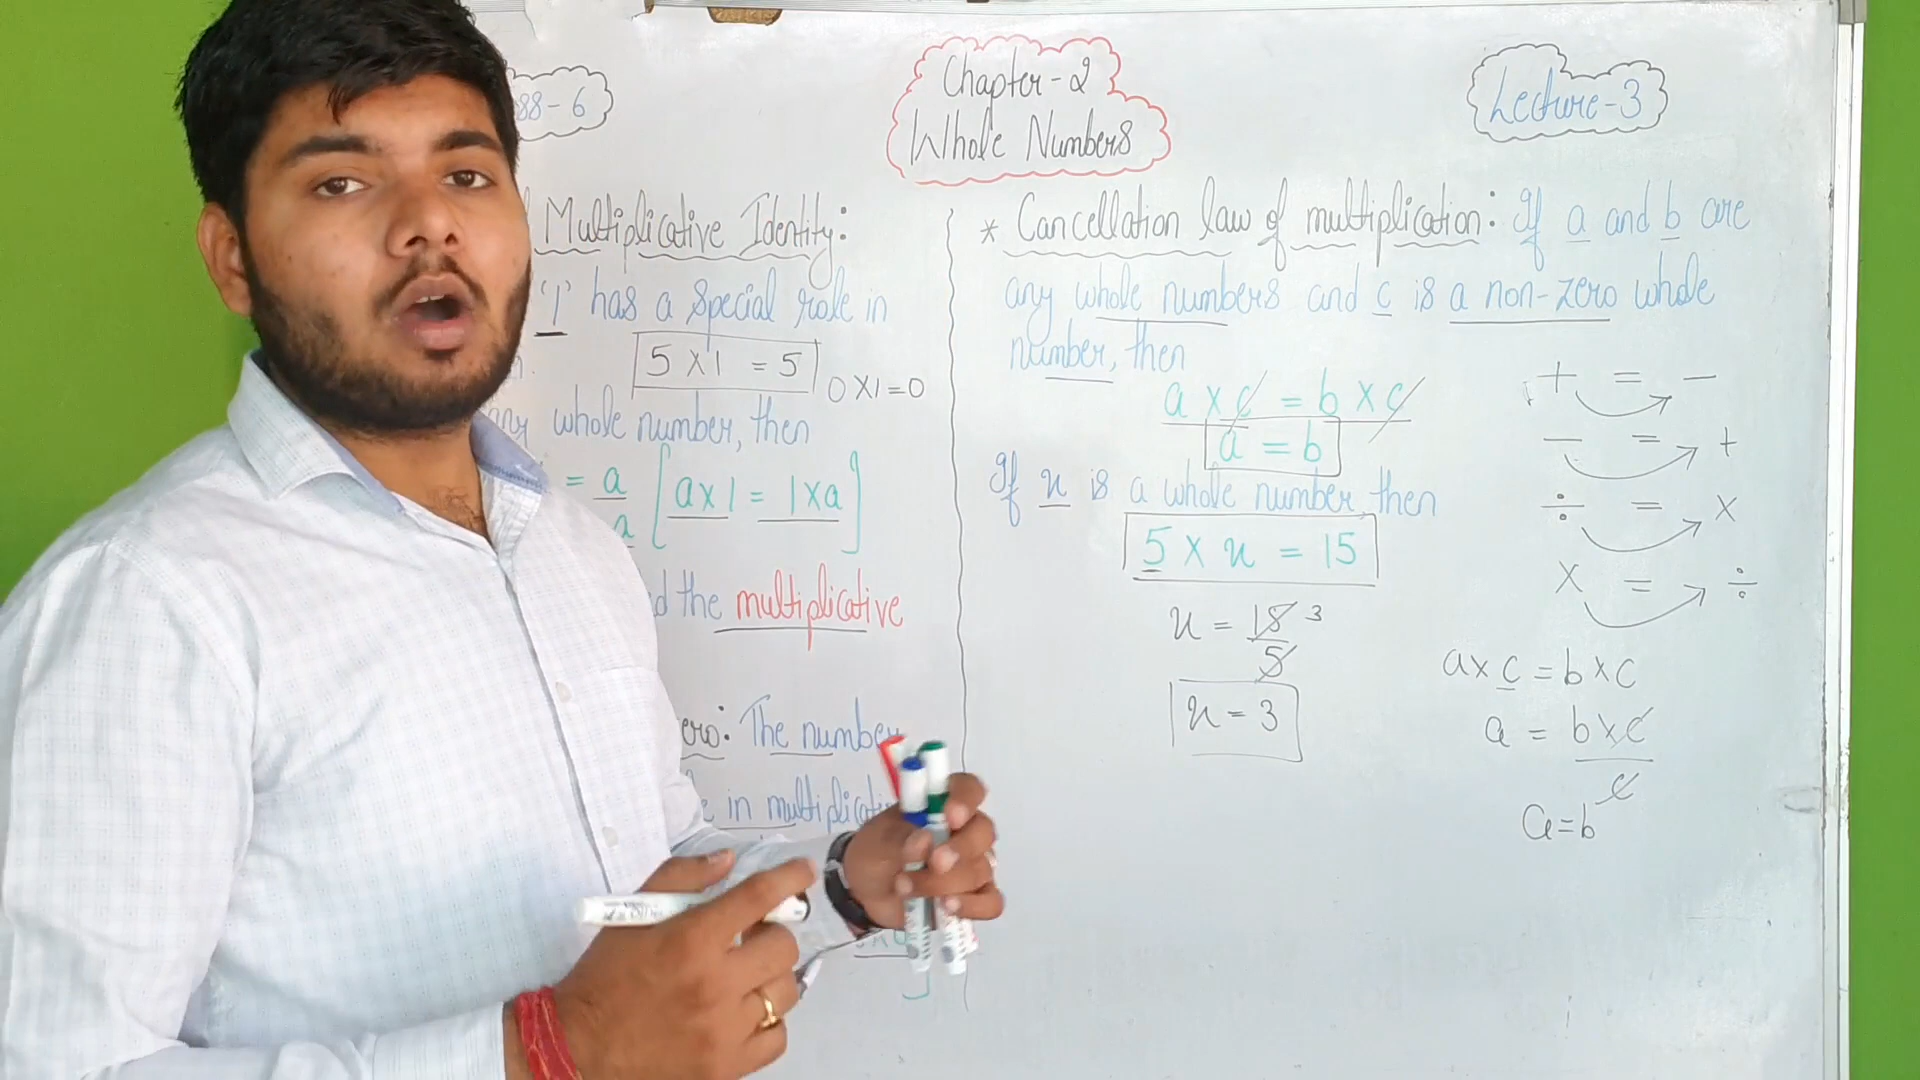 88-6
Chapter-2
Whole Numbers
Lecture-3
Multiplicative Identity:
'1' has a special role in
5 X 1 = 5
0 X 1 = 0
any whole number, then
= a [a x 1 = 1 x a]
a
d the multiplicative
ero: The number
in multiplicati
* Cancellation law of multiplication: If a and b are
any whole numbers and c is a non-zero whole
number, then
a x c = b x c
a = b
If x is a whole number, then
5 X x = 15
x = 15 3
5
x = 3
+ = -
- = +
÷ = X
X = ÷
a x c = b x c
a = b x c
c
a = b